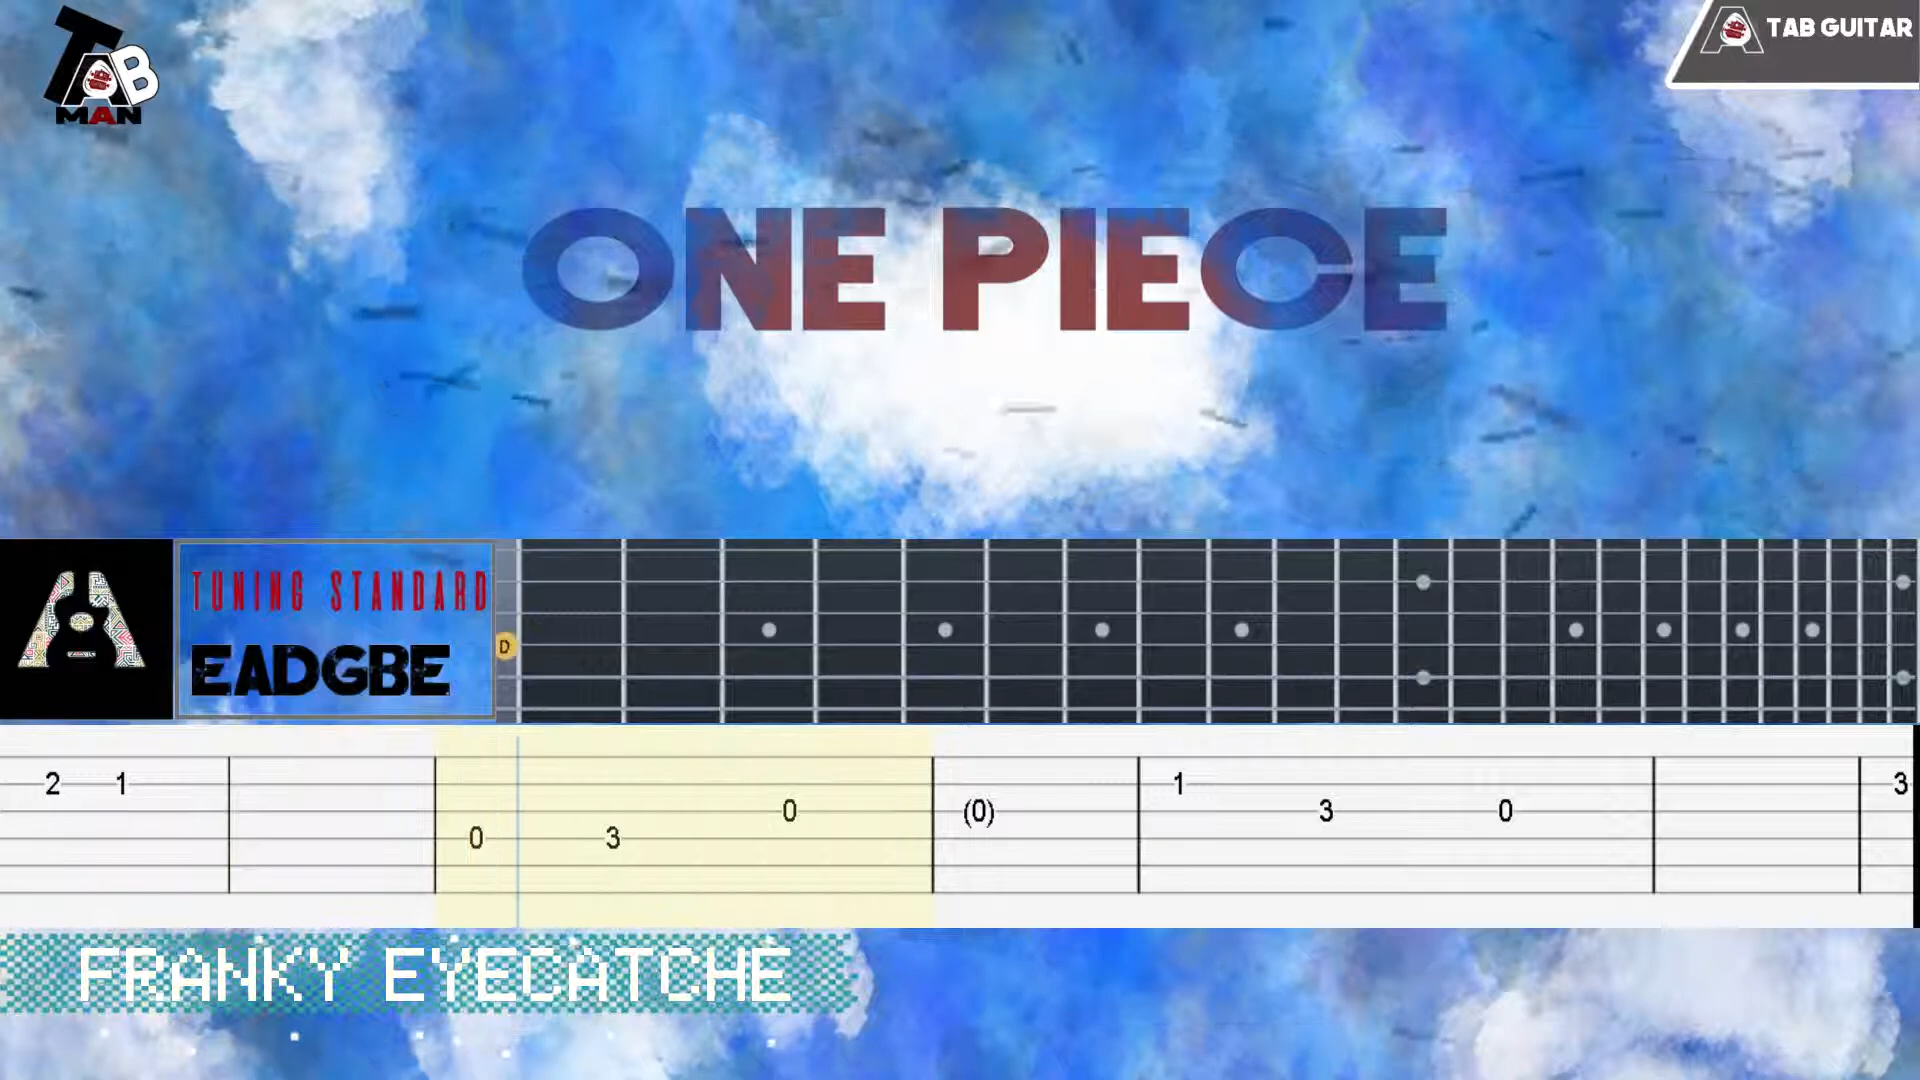 TAB
MAN
TAB GUITAR
ONE PIECE
TUNING STANDARD
EADGBE
D
2 1
1 3
0 (0) 3 0
0 3
FRANKY EYECATCHE